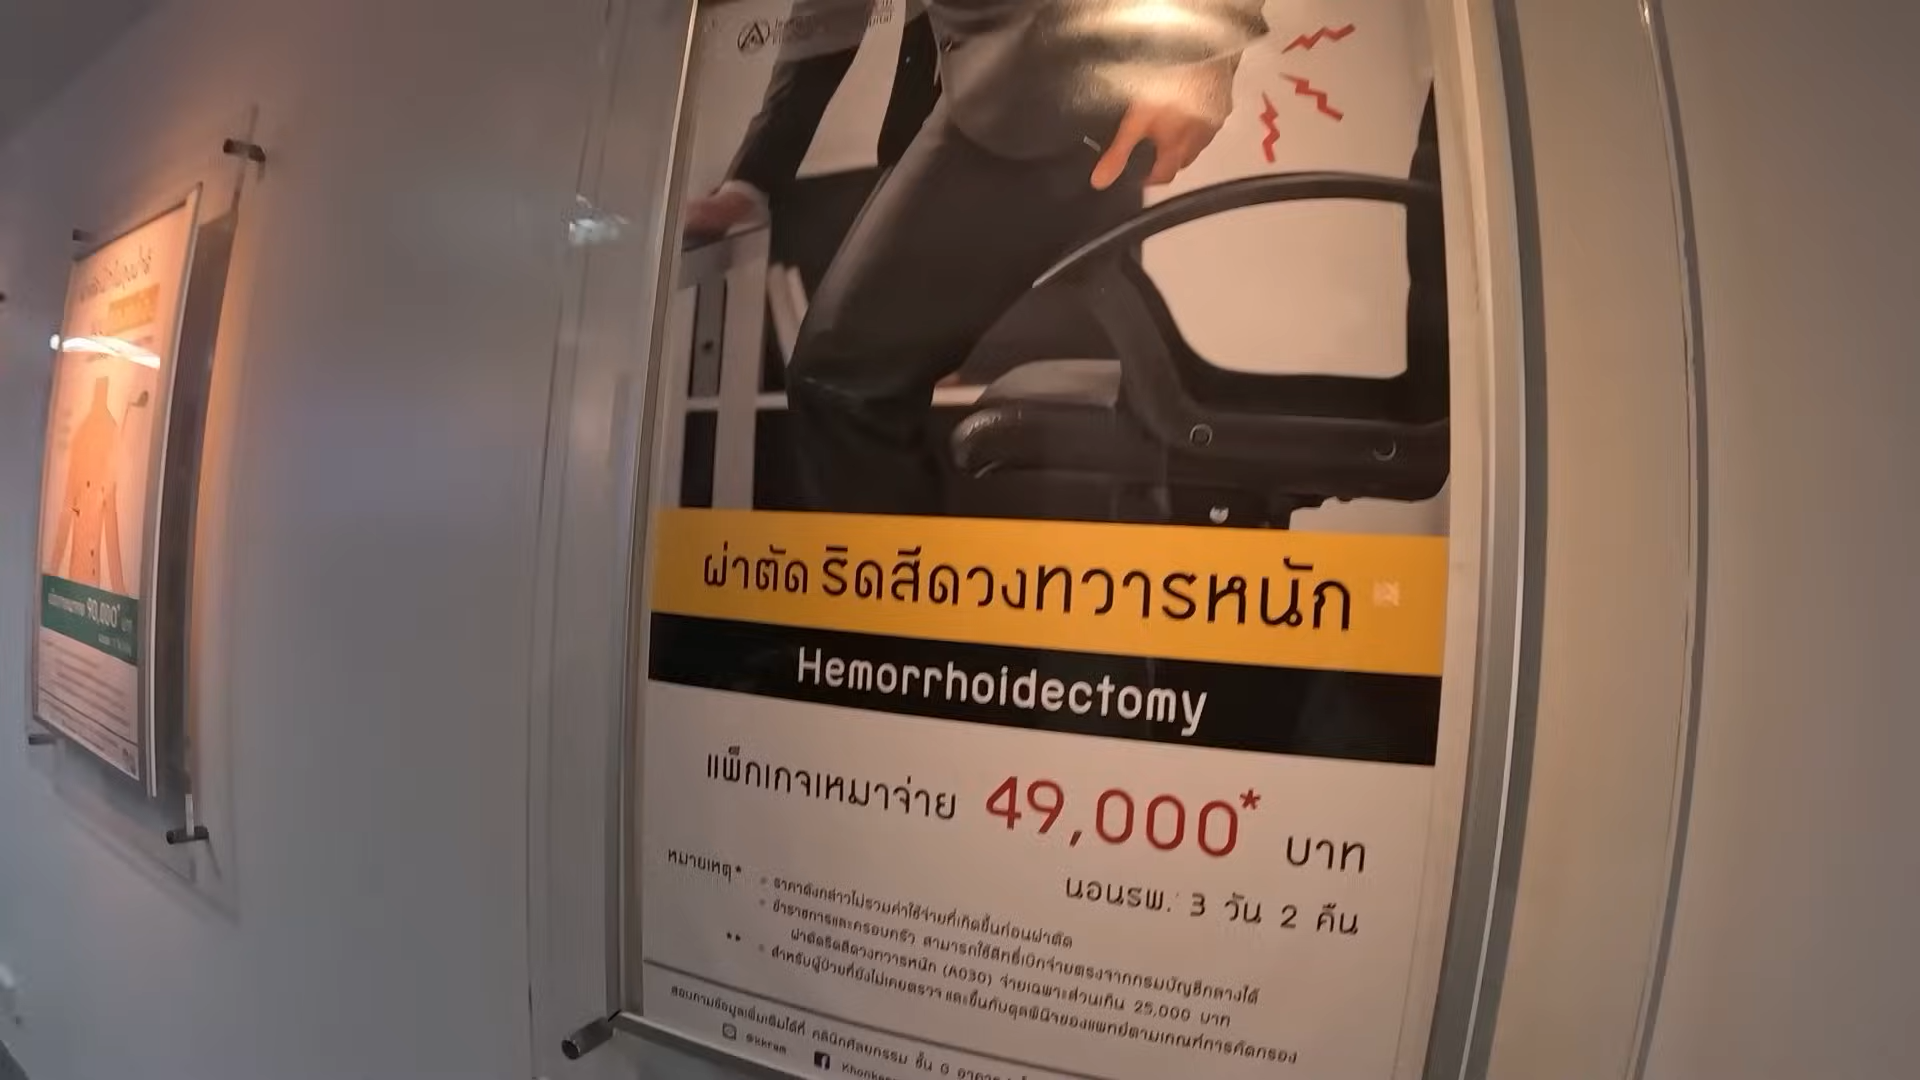 90,000*
ผ่าตัด ริดสีดวงทวารหนัก
Hemorrhoidectomy
แพ็กเกจเหมาจ่าย 49,000* บาท
นอนรพ. 3 วัน 2 คืน
หมายเหตุ* ราคาดังกล่าวไม่รวมค่าใช้จ่ายที่เกิดขึ้นก่อนผ่าตัด
ข้าราชการและครอบครัว สามารถใช้สิทธิ์เบิกจ่ายตรงจากกรมบัญชีกลางได้
ผ่าตัดริดสีดวงทวารหนัก (A030) จ่ายเฉพาะส่วนเกิน 25,000 บาท
** สำหรับผู้ป่วยที่ยังไม่เคยตรวจฯ และขึ้นกับดุลพินิจของแพทย์ตามเกณฑ์การคัดกรอง
สอบถามข้อมูลเพิ่มเติมได้ที่ คลินิกศัลยกรรม ชั้น G อาคาร
@kkram